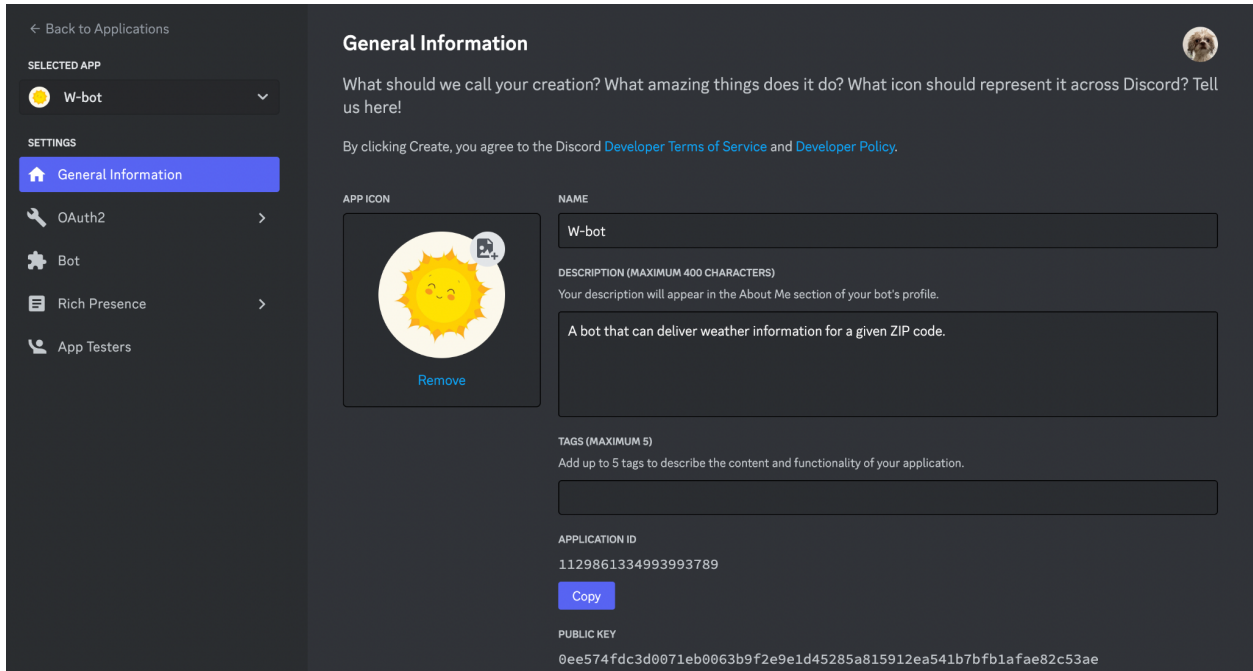 ← Back to Applications
SELECTED APP
W-bot
SETTINGS
General Information
OAuth2
Bot
Rich Presence
App Testers
General Information
What should we call your creation? What amazing things does it do? What icon should represent it across Discord? Tell
us here!
By clicking Create, you agree to the Discord Developer Terms of Service and Developer Policy.
APP ICON
Remove
NAME
W-bot
DESCRIPTION (MAXIMUM 400 CHARACTERS)
Your description will appear in the About Me section of your bot's profile.
A bot that can deliver weather information for a given ZIP code.
TAGS (MAXIMUM 5)
Add up to 5 tags to describe the content and functionality of your application.
APPLICATION ID
1129861334993993789
Copy
PUBLIC KEY
0ee574fdc3d0071eb0063b9f2e9e1d45285a815912ea541b7bfb1afae82c53ae